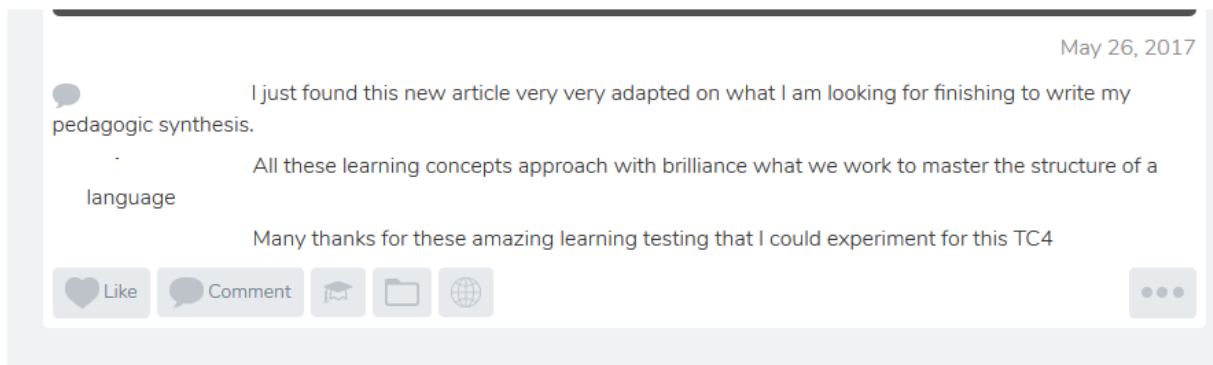 May 26, 2017
I just found this new article very very adapted on what I am looking for finishing to write my
pedagogic synthesis.
All these learning concepts approach with brilliance what we work to master the structure of a
language
Many thanks for these amazing learning testing that I could experiment for this TC4
Like Comment